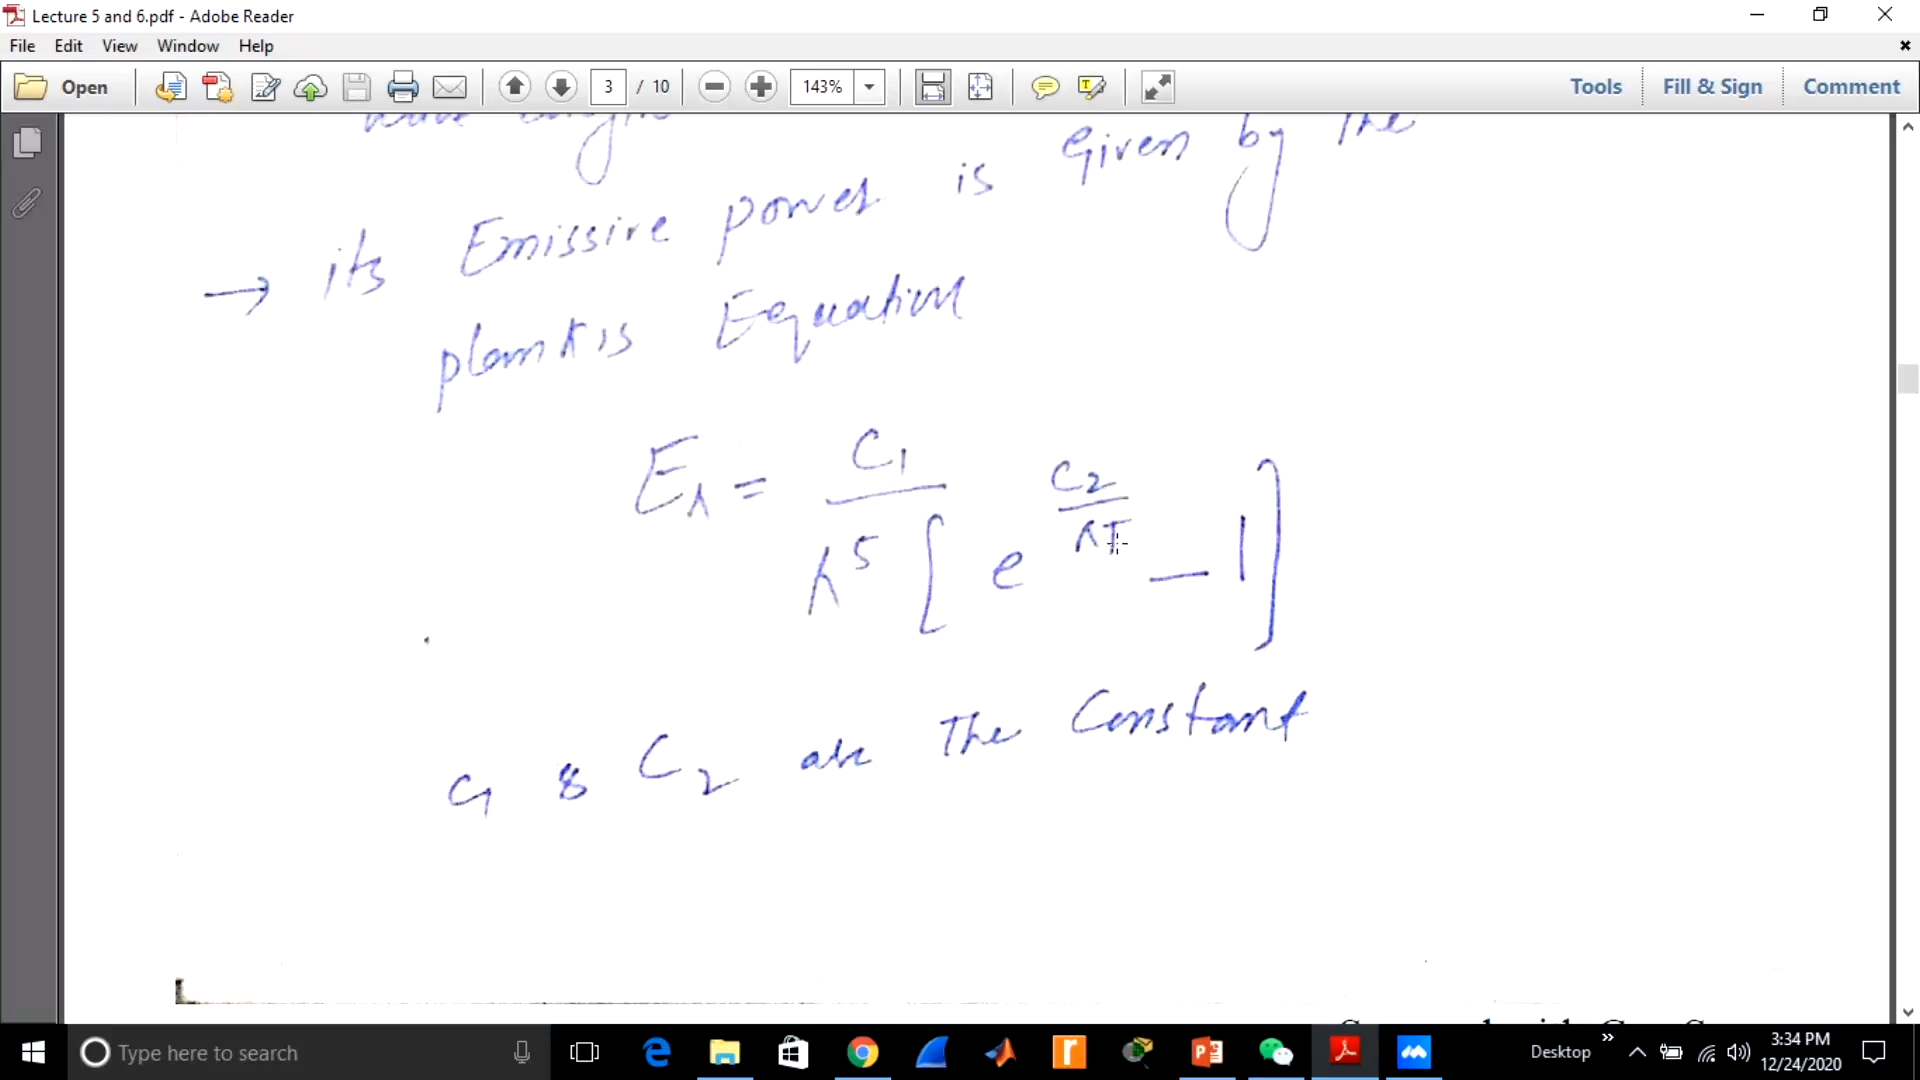 Lecture 5 and 6.pdf - Adobe Reader
File Edit View Window Help
Open 3 / 10 143% Tools Fill & Sign Comment
Given by the
→ its Emissive power is
plankis Equation
Eλ = C1 / λ5 [ e C2/λT - 1 ]
C1 & C2 are The Constant
Type here to search
Desktop
3:34 PM
12/24/2020